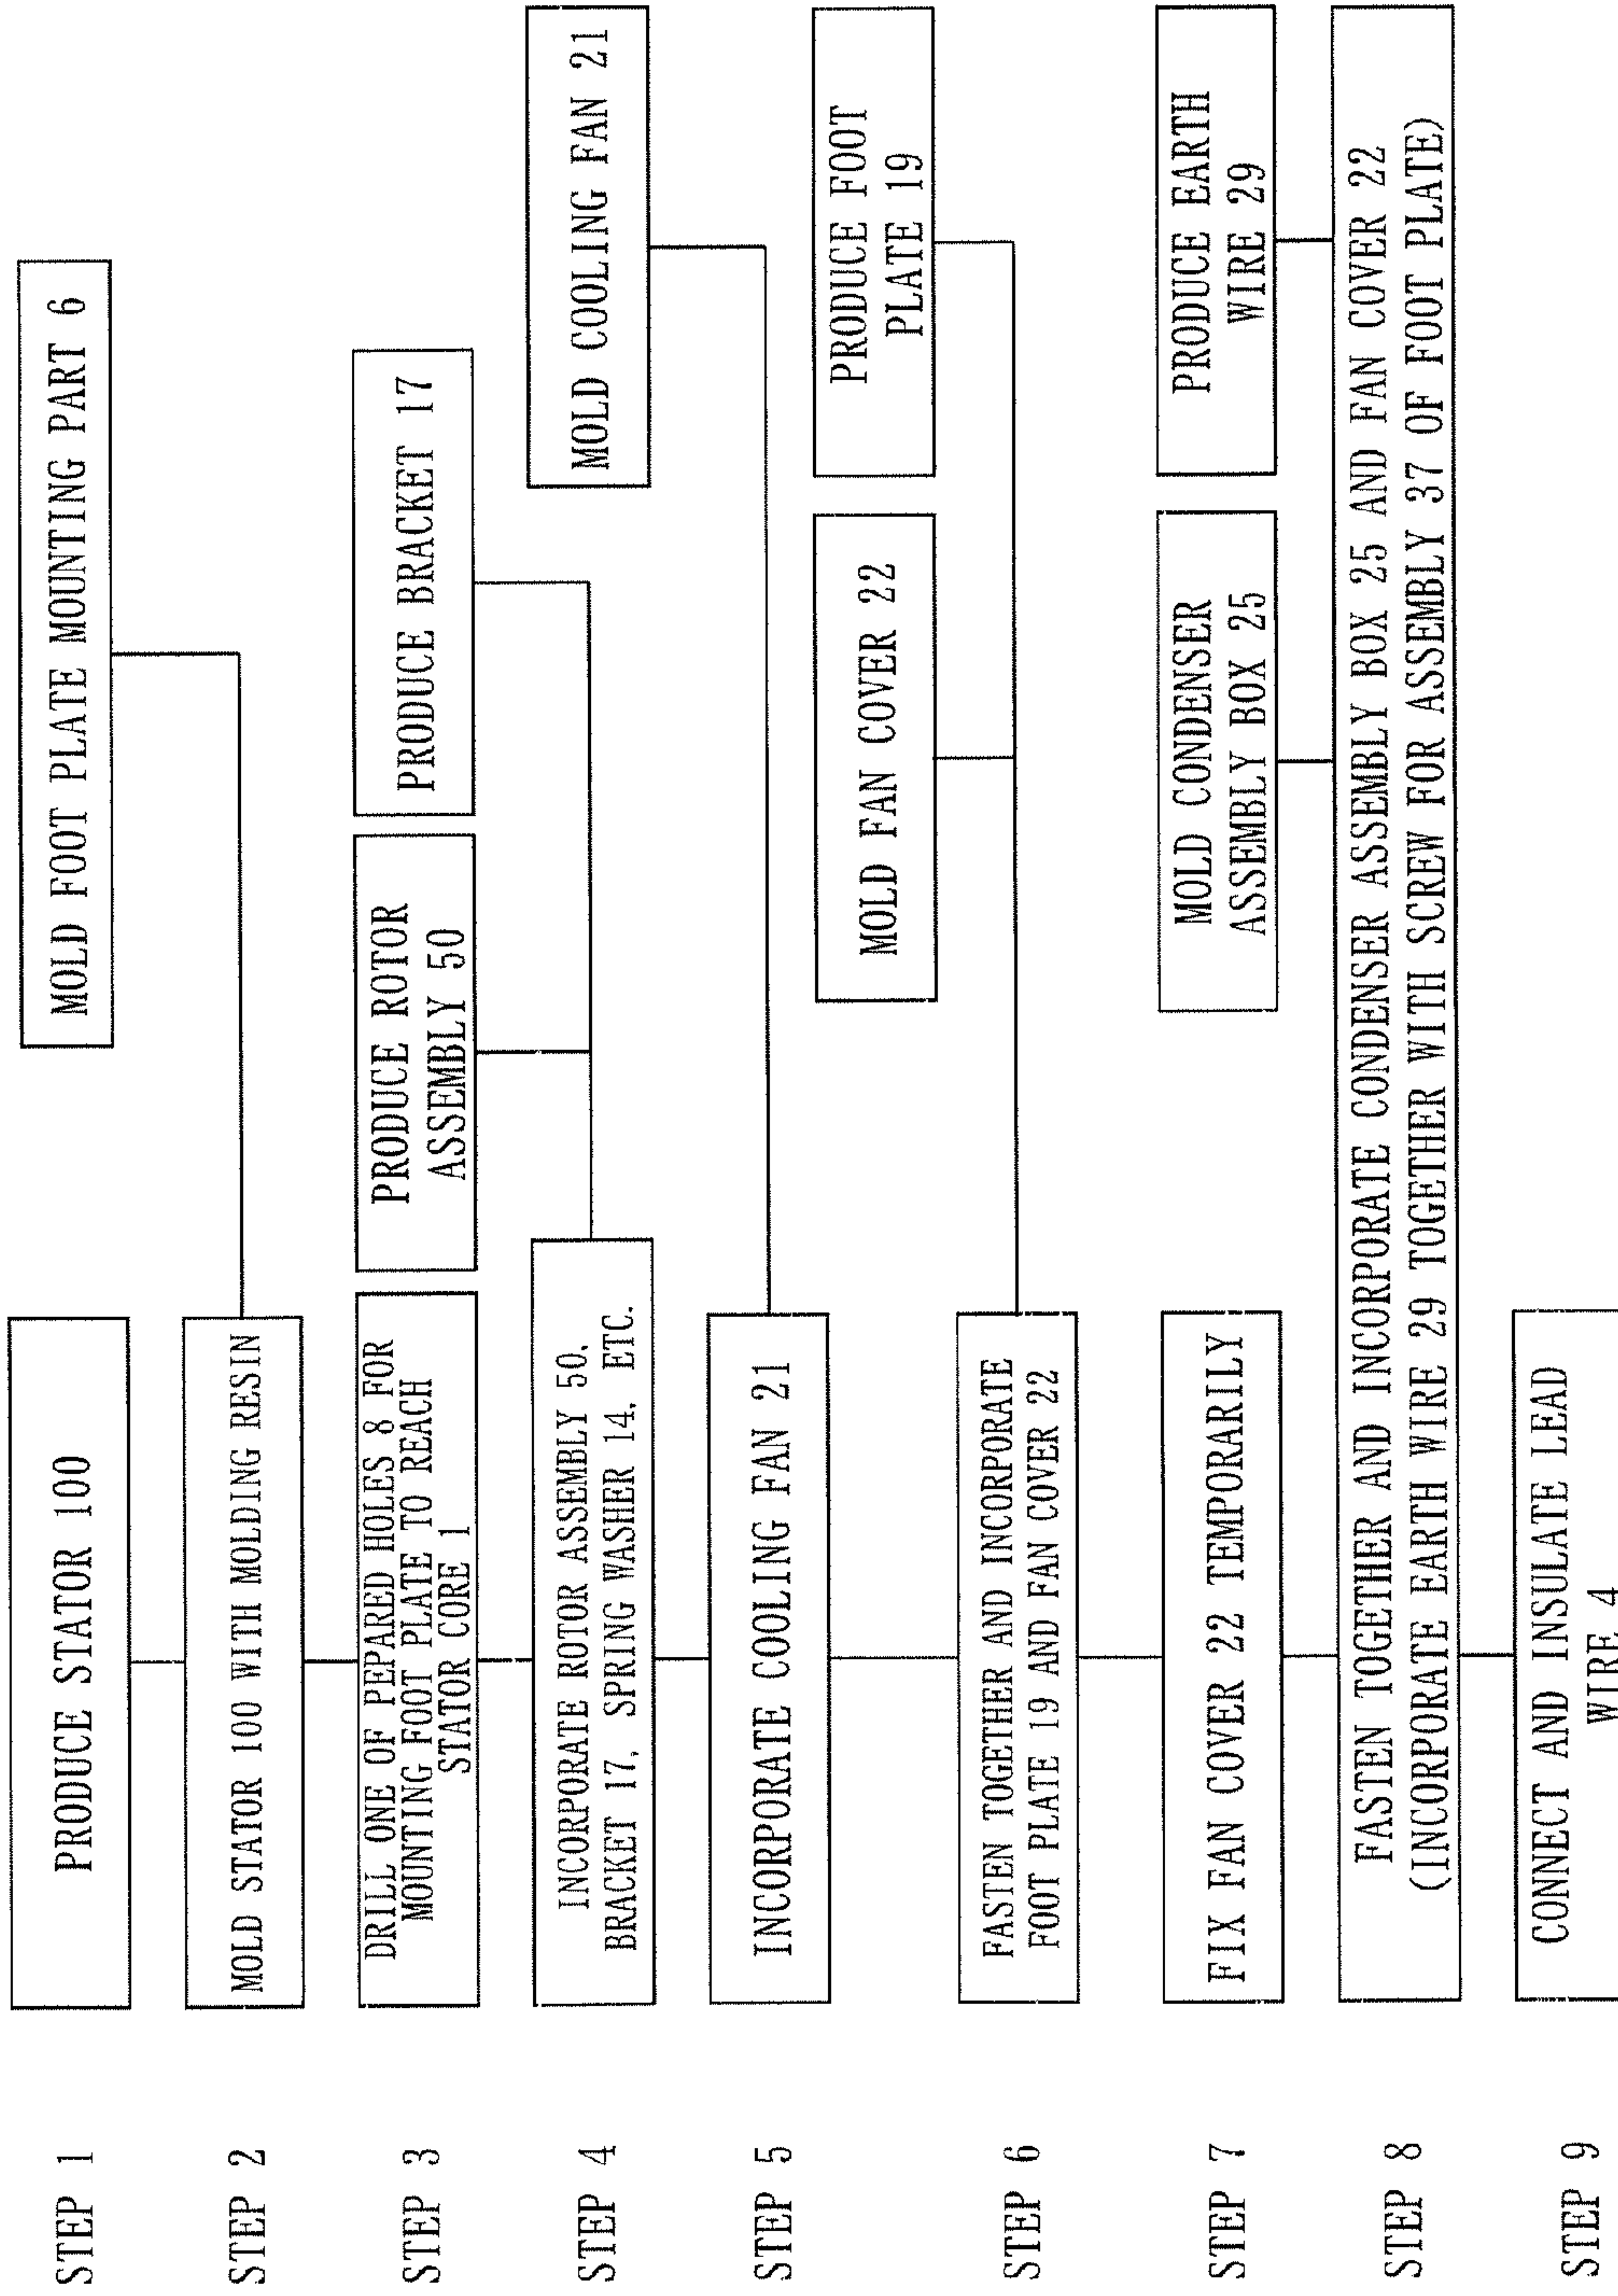 STEP 1
PRODUCE STATOR 100
MOLD FOOT PLATE MOUNTING PART 6
STEP 2
MOLD STATOR 100 WITH MOLDING RESIN
STEP 3
DRILL ONE OF PEPARED HOLES 8 FOR
MOUNTING FOOT PLATE TO REACH
STATOR CORE 1
PRODUCE ROTOR
ASSEMBLY 50
PRODUCE BRACKET 17
STEP 4
INCORPORATE ROTOR ASSEMBLY 50,
BRACKET 17, SPRING WASHER 14, ETC.
MOLD COOLING FAN 21
STEP 5
INCORPORATE COOLING FAN 21
MOLD FAN COVER 22
PRODUCE FOOT
PLATE 19
STEP 6
FASTEN TOGETHER AND INCORPORATE
FOOT PLATE 19 AND FAN COVER 22
STEP 7
FIX FAN COVER 22 TEMPORARILY
MOLD CONDENSER
ASSEMBLY BOX 25
PRODUCE EARTH
WIRE 29
STEP 8
FASTEN TOGETHER AND INCORPORATE CONDENSER ASSEMBLY BOX 25 AND FAN COVER 22
(INCORPORATE EARTH WIRE 29 TOGETHER WITH SCREW FOR ASSEMBLY 37 OF FOOT PLATE)
STEP 9
CONNECT AND INSULATE LEAD
WIRE 4